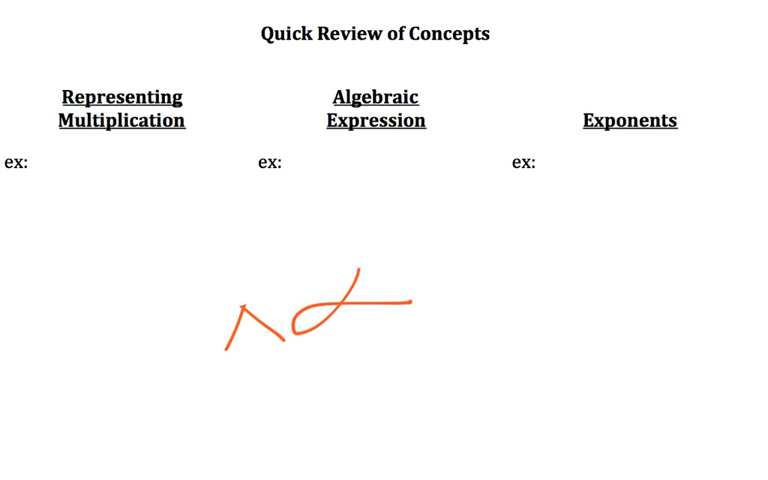 Quick Review of Concepts
Representing
Multiplication
Algebraic
Expression
Exponents
ex:
ex:
ex: